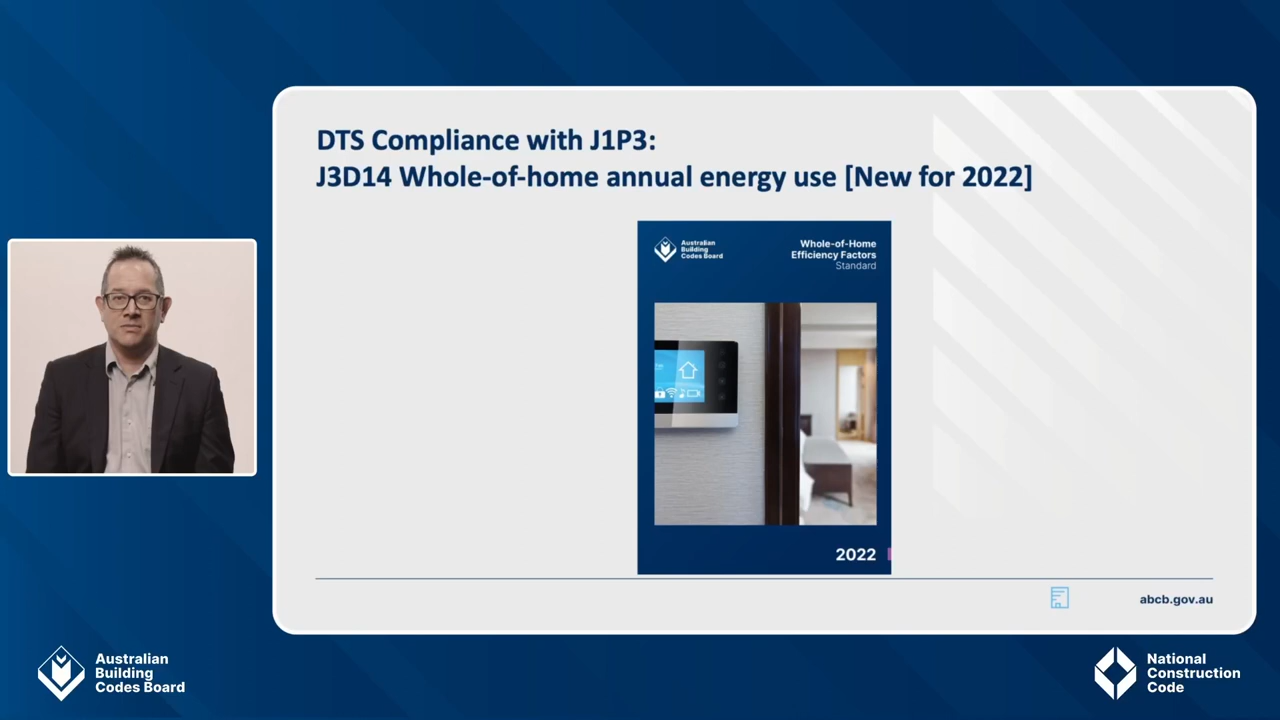 DTS Compliance with J1P3:
J3D14 Whole-of-home annual energy use [New for 2022]
Australian
Building
Codes Board
Whole-of-Home
Efficiency Factors
Standard
2022
abcb.gov.au
Australian
Building
Codes Board
National
Construction
Code